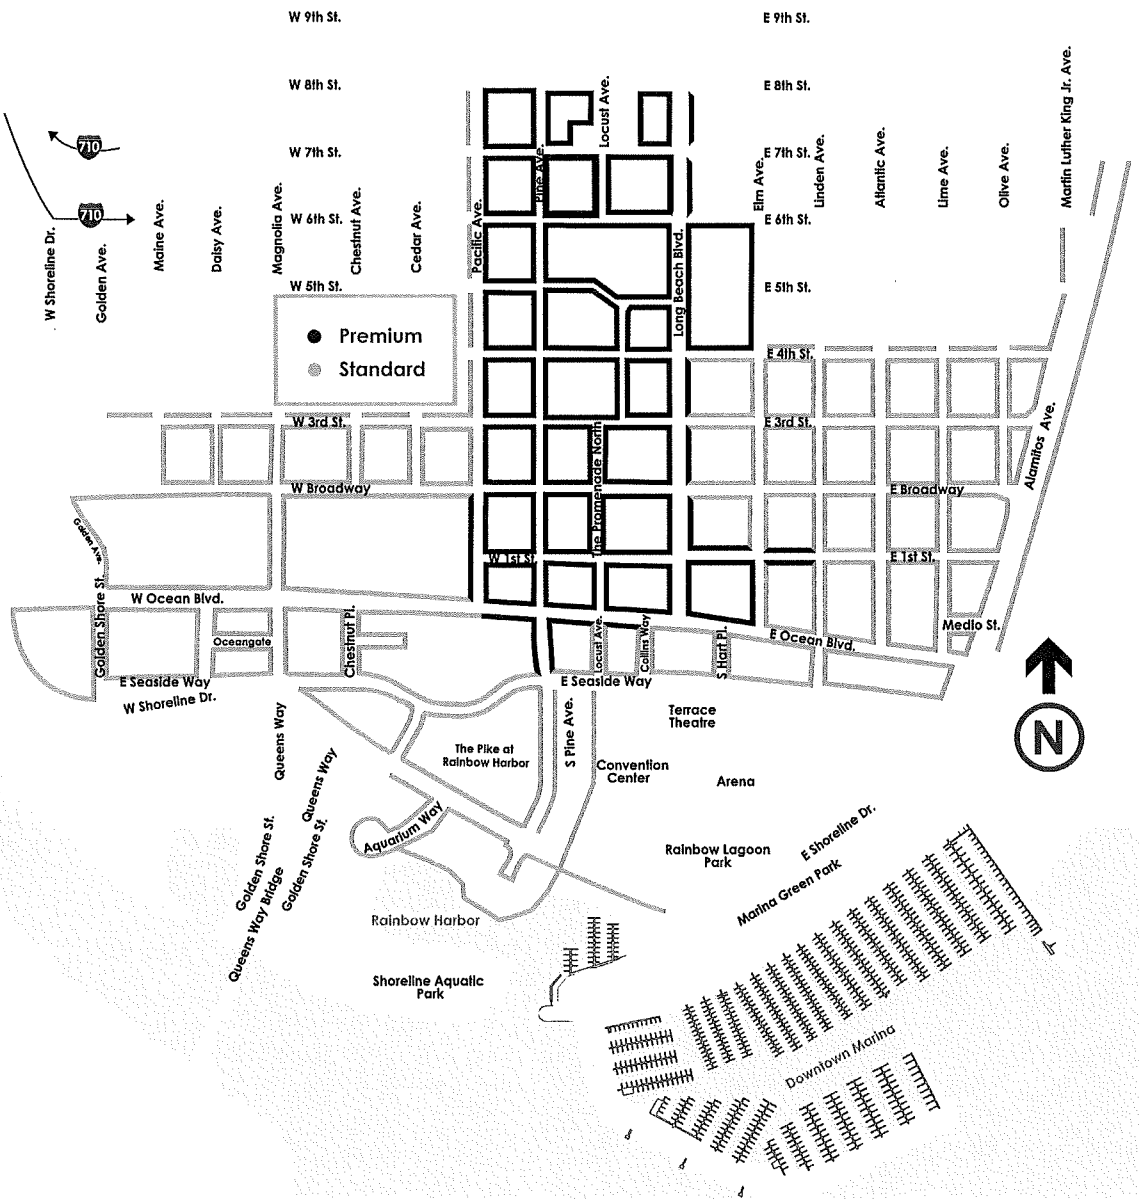 W 9th St.
E 9th St.
W 8th St.
E 8th St.
Locust Ave.
Martin Luther King Jr. Ave.
710
W 7th St.
E 7th St.
Pine Ave.
Elm Ave.
Linden Ave.
Atlantic Ave.
Lime Ave.
Olive Ave.
710
W Shoreline Dr.
Golden Ave.
Maine Ave.
Daisy Ave.
Magnolia Ave.
Chestnut Ave.
Cedar Ave.
Pacific Ave.
W 6th St.
E 6th St.
Long Beach Blvd.
W 5th St.
E 5th St.
Premium
Standard
E 4th St.
W 3rd St.
E 3rd St.
Alamitos Ave.
The Promenade North
W Broadway
E Broadway
Golden Ave.
W 1st St.
E 1st St.
W Ocean Blvd.
Golden Shore St.
Oceangate
Chestnut Pl.
Locust Ave.
Collins Way
S Hart Pl.
E Ocean Blvd.
Medio St.
E Seaside Way
E Seaside Way
W Shoreline Dr.
N
Queens Way
S Pine Ave.
Terrace
Theatre
The Pike at
Rainbow Harbor
Convention
Center
Arena
Queens Way
Aquarium Way
Golden Shore St.
Golden Shore St.
Queens Way Bridge
Rainbow Lagoon
Park
E Shoreline Dr.
Marina Green Park
Rainbow Harbor
Shoreline Aquatic
Park
Downtown Marina